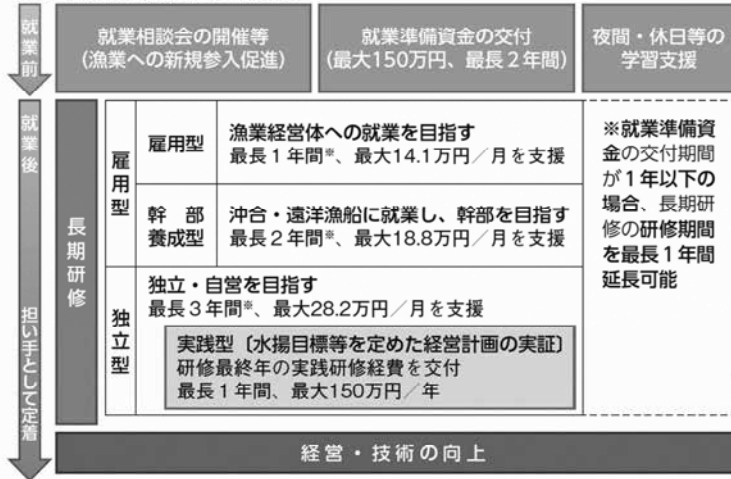 就業前
就業相談会の開催等
(漁業への新規参入促進)
就業準備資金の交付
(最大150万円、最長２年間)
夜間・休日等の
学習支援
就業後
担い手として定着
長期研修
雇用型
雇用型
漁業経営体への就業を目指す
最長１年間※、最大14.1万円／月を支援
幹部
養成型
沖合・遠洋漁船に就業し、幹部を目指す
最長２年間※、最大18.8万円／月を支援
独立型
独立・自営を目指す
最長３年間※、最大28.2万円／月を支援
実践型〔水揚目標等を定めた経営計画の実証〕
研修最終年の実践研修経費を交付
最長１年間、最大150万円／年
※就業準備資
金の交付期間
が１年以下の
場合、長期研
修の研修期間
を最長１年間
延長可能
経営・技術の向上